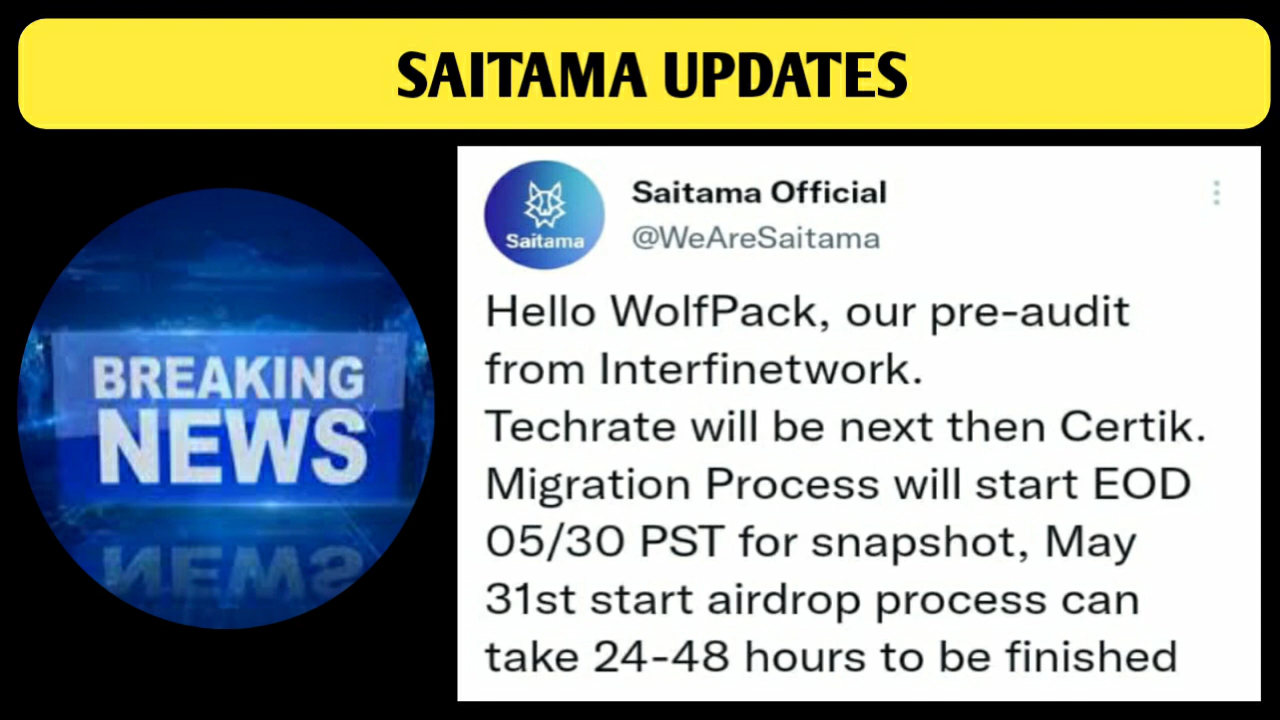 SAITAMA UPDATES
BREAKING
NEWS
NEWS
Saitama
Saitama Official
@WeAreSaitama
Hello WolfPack, our pre-audit
from Interfinetwork.
Techrate will be next then Certik.
Migration Process will start EOD
05/30 PST for snapshot, May
31st start airdrop process can
take 24-48 hours to be finished